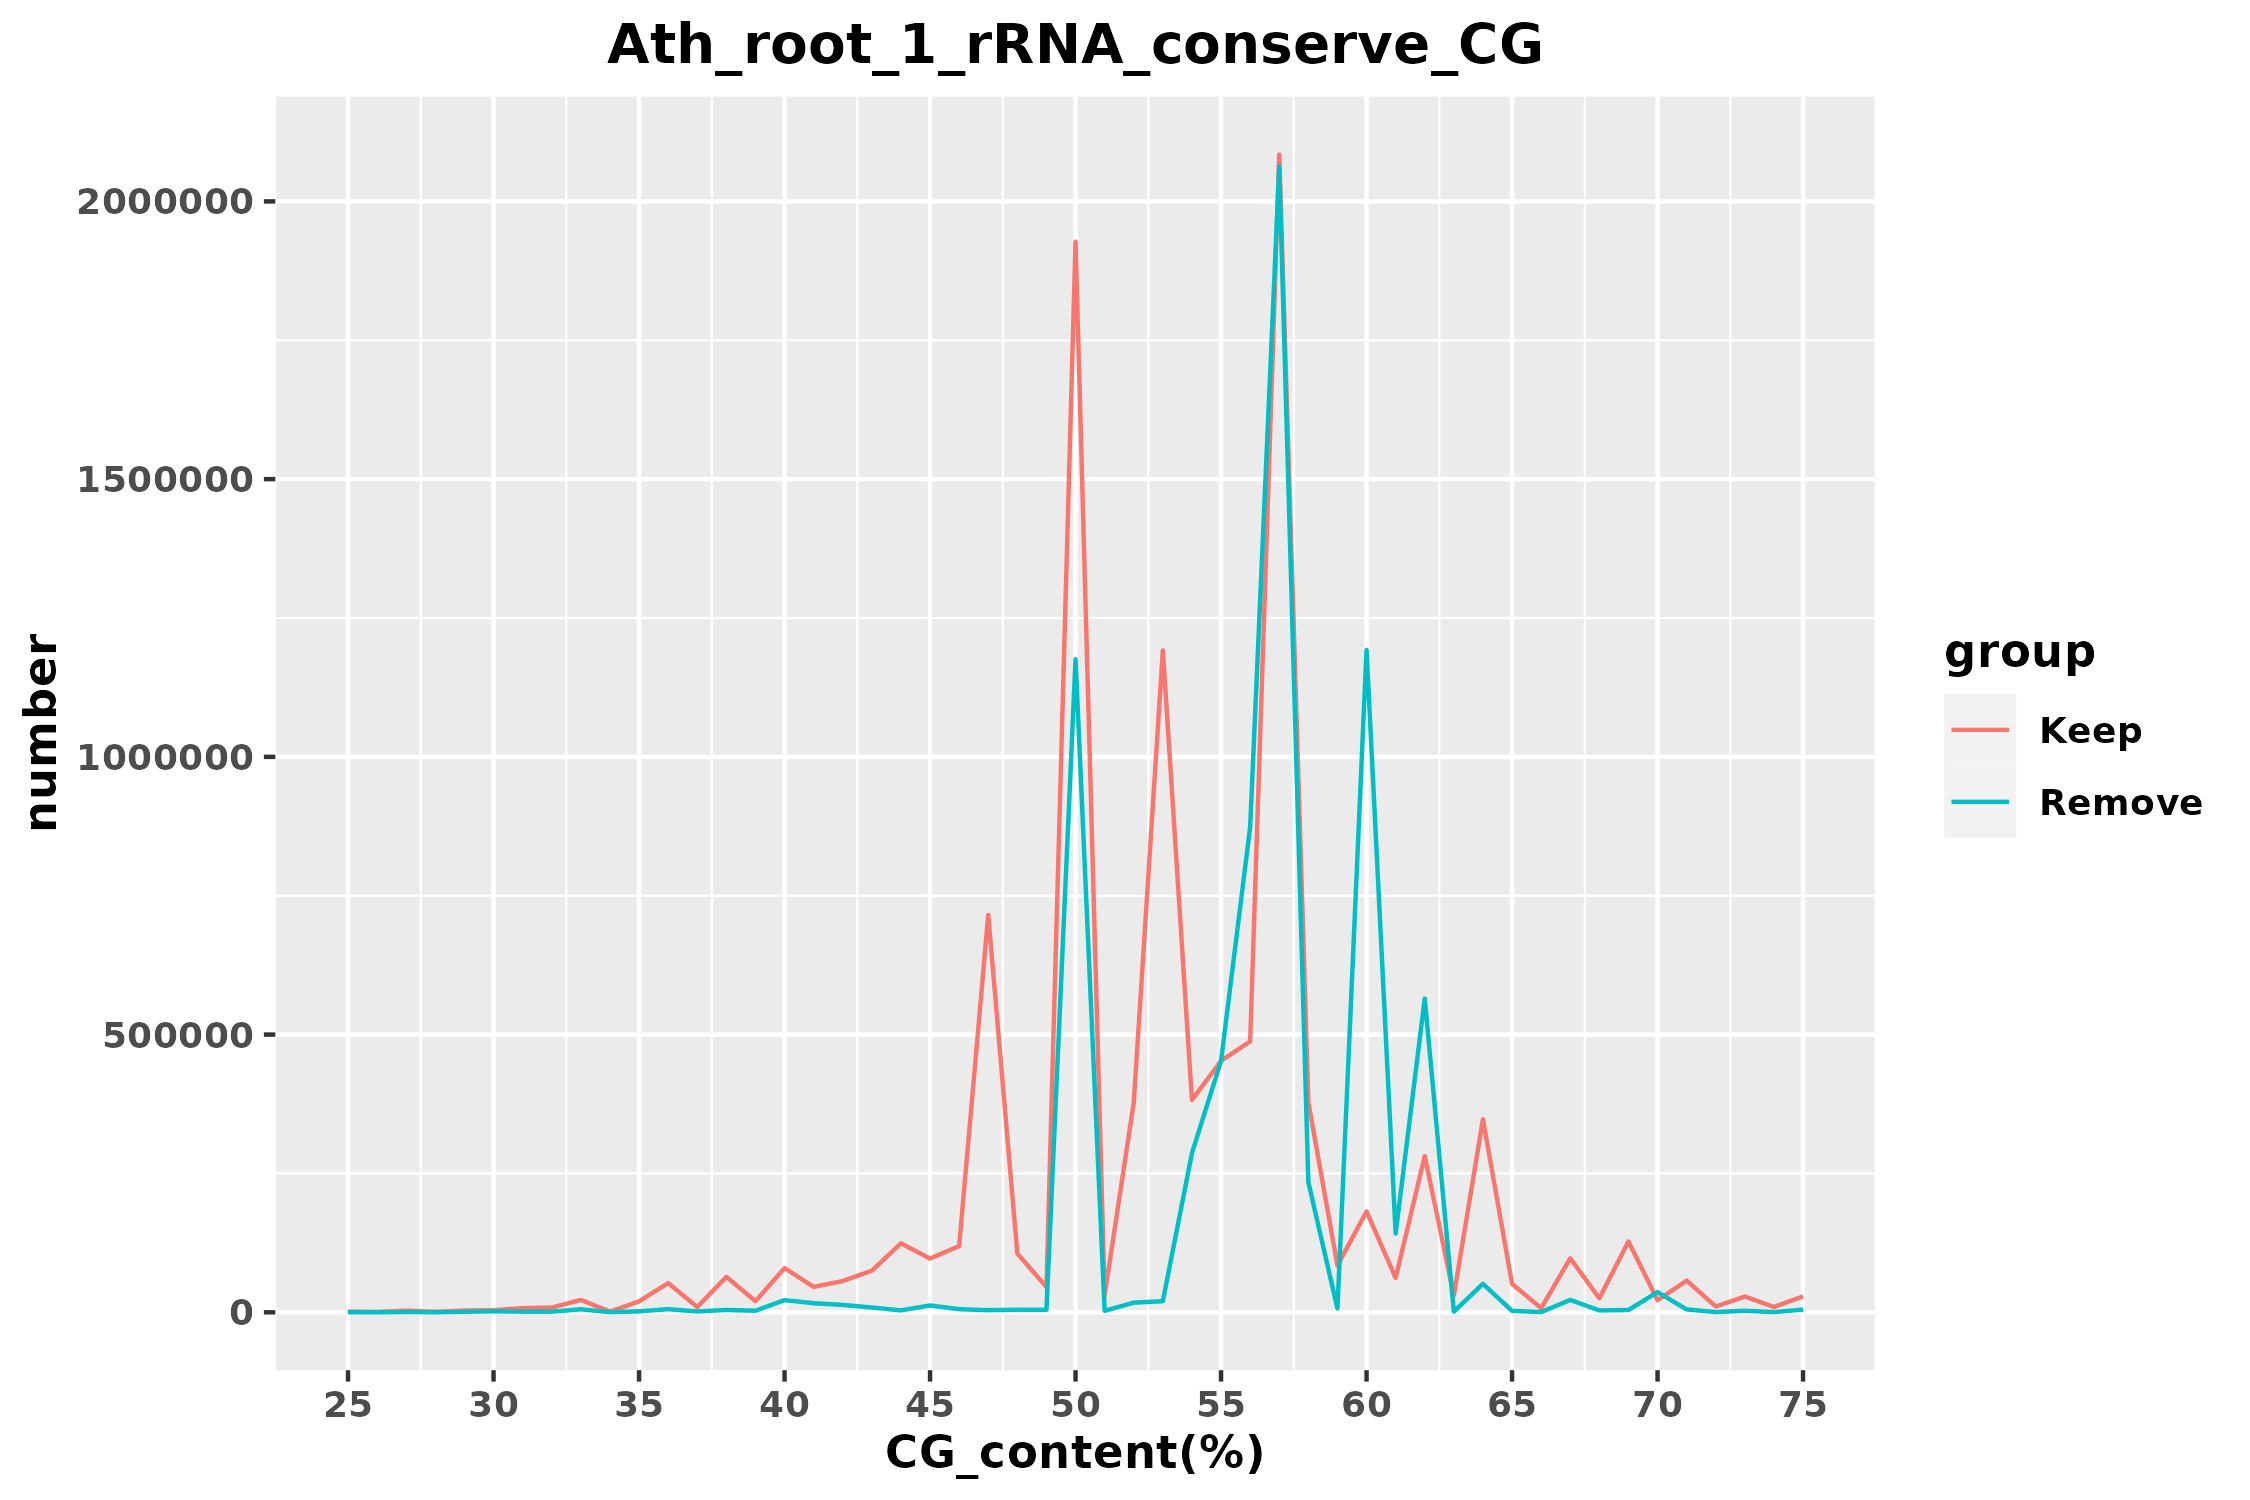 Ath_root_1_rRNA_conserve_CG
number
2000000
1500000
1000000
500000
0
25 30 35 40 45 50 55 60 65 70 75
CG_content(%)
group
Keep
Remove